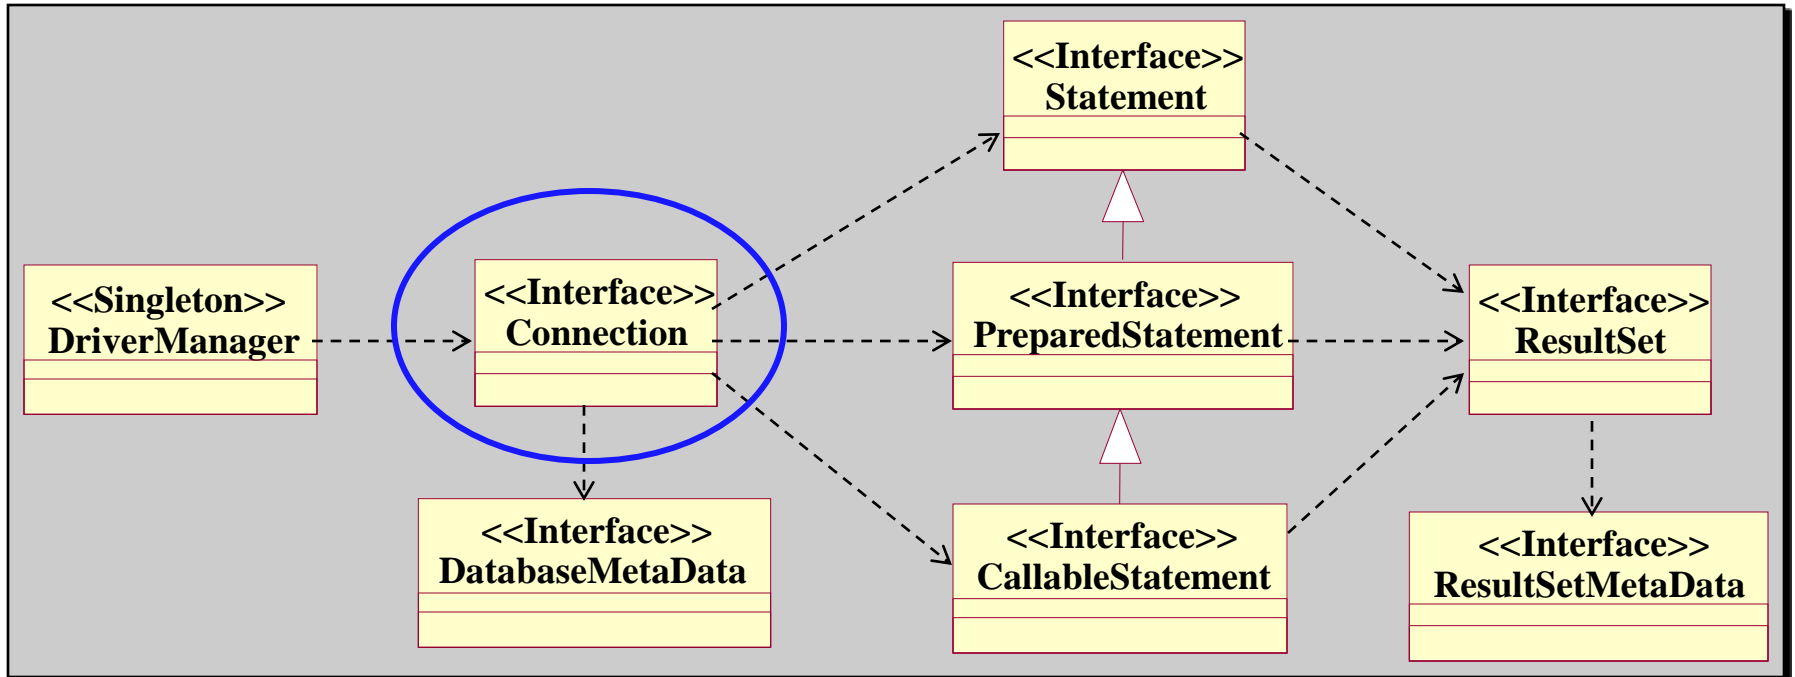 <<Interface>>
Statement
<<Singleton>>
DriverManager
<<Interface>>
Connection
<<Interface>>
PreparedStatement
<<Interface>>
ResultSet
<<Interface>>
DatabaseMetaData
<<Interface>>
CallableStatement
<<Interface>>
ResultSetMetaData